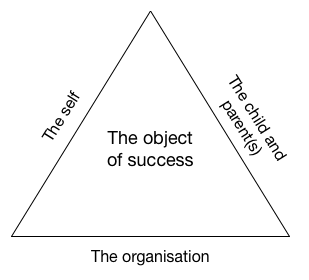 The self
The child and
parent(s)
The object
of success
The organisation